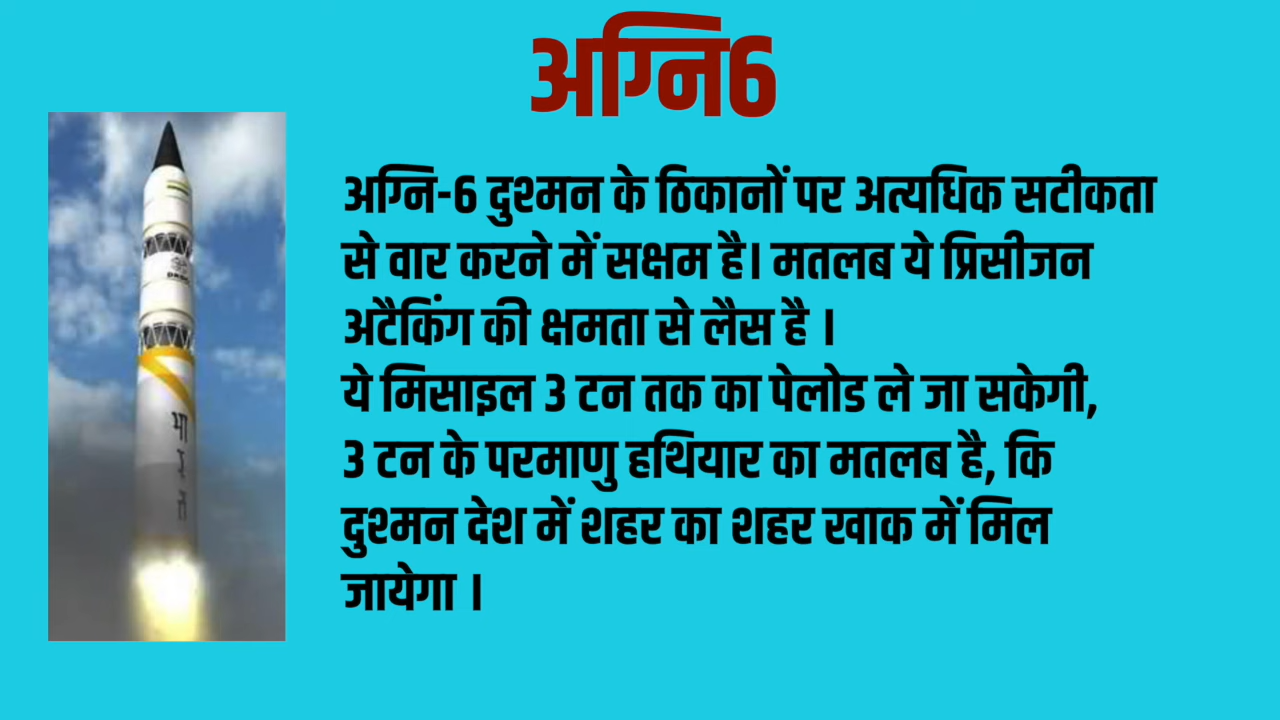 अग्नि6
अग्नि-6 दुश्मन के ठिकानों पर अत्यधिक सटीकता
से वार करने में सक्षम है। मतलब ये प्रिसीजन
अटैकिंग की क्षमता से लैस है ।
ये मिसाइल 3 टन तक का पेलोड ले जा सकेगी,
3 टन के परमाणु हथियार का मतलब है, कि
दुश्मन देश में शहर का शहर खाक में मिल
जायेगा ।
भारत